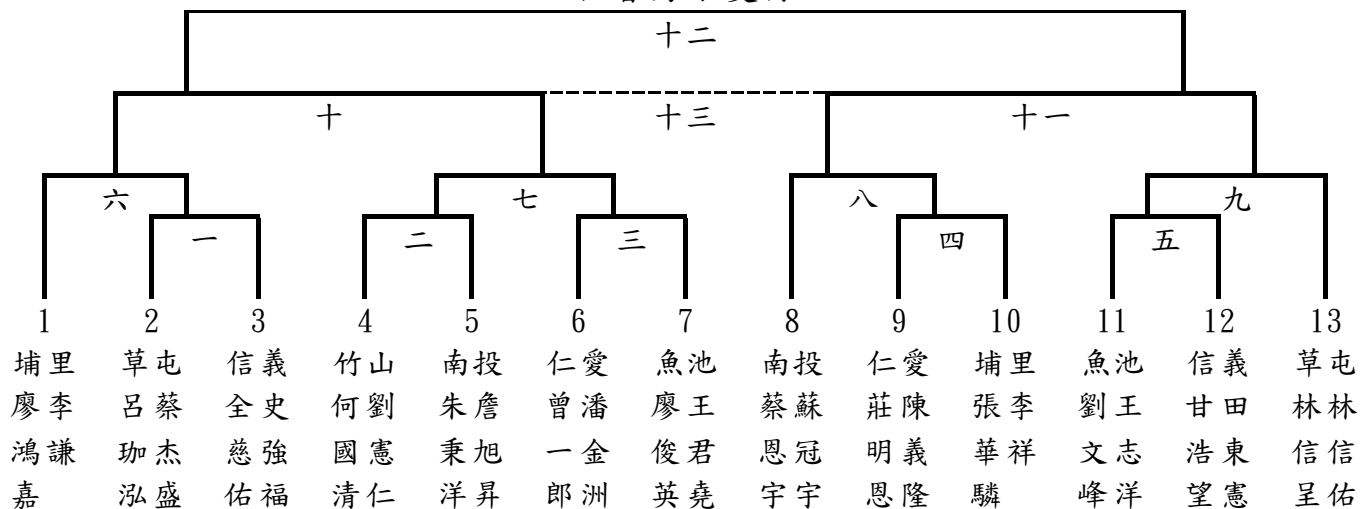 十二
十 十三 十一
六 七 八 九
一 二 三 四 五
1 2 3 4 5 6 7 8 9 10 11 12 13
埔里 草屯 信義 竹山 南投 仁愛 魚池 南投 仁愛 埔里 魚池 信義 草屯
廖李 呂蔡 全史 何劉 朱詹 曾潘 廖王 蔡蘇 莊陳 張李 劉王 甘田 林林
鴻謙 珈杰 慈強 國憲 秉旭 一金 俊君 恩冠 明義 華祥 文志 浩東 信信
嘉 泓盛 佑福 清仁 洋昇 郎洲 英堯 宇宇 恩隆 驎 峰洋 望憲 呈佑